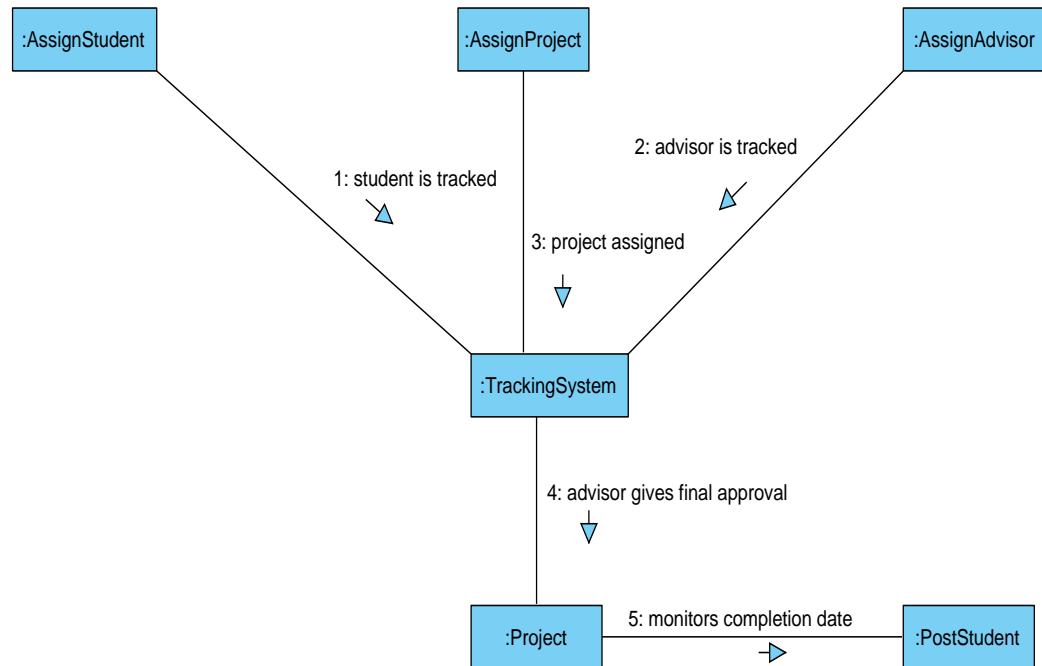 :AssignStudent
:AssignProject
:AssignAdvisor
2: advisor is tracked
1: student is tracked
3: project assigned
:TrackingSystem
4: advisor gives final approval
5: monitors completion date
:Project
:PostStudent